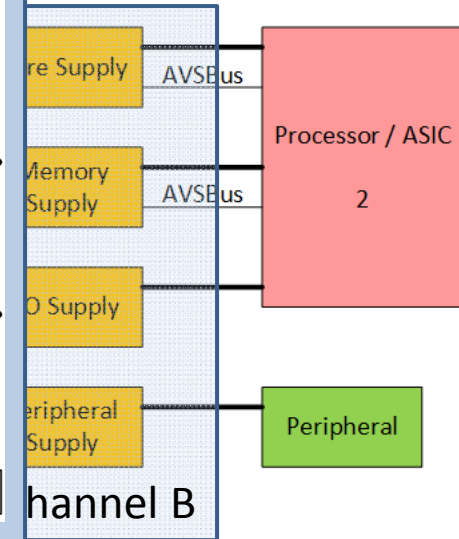 re Supply
AVSBus
Processor / ASIC
2
Memory
Supply
AVSBus
O Supply
eripheral
Supply
Peripheral
hannel B